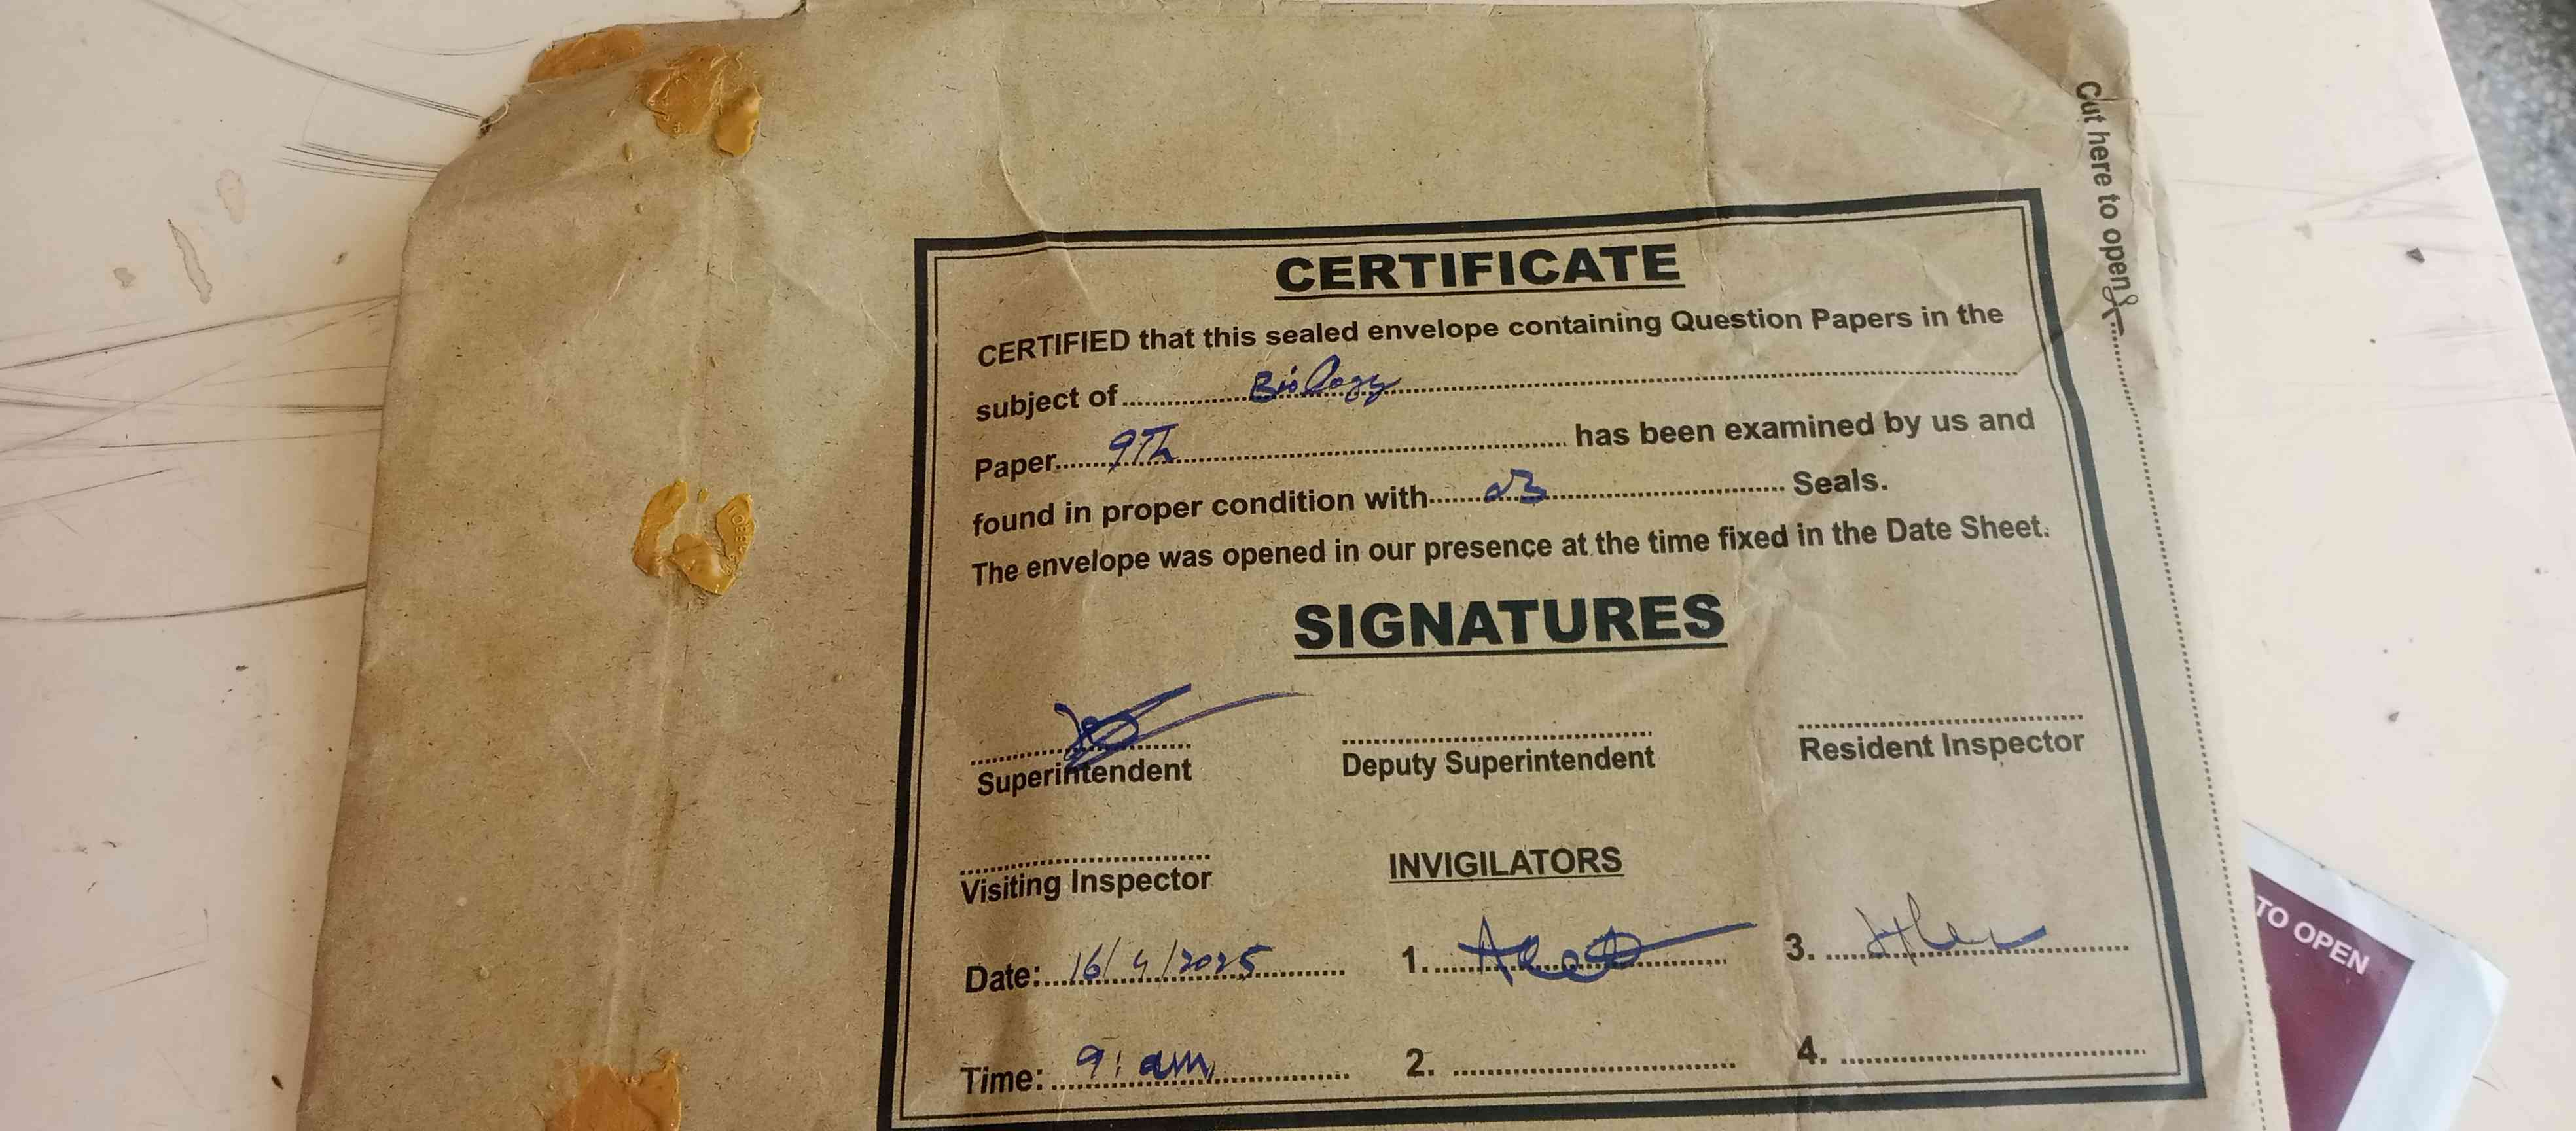 Cut here to open
CERTIFICATE
CERTIFIED that this sealed envelope containing Question Papers in the
subject of Biology
Paper 9Th has been examined by us and
found in proper condition with 03 Seals.
The envelope was opened in our presence at the time fixed in the Date Sheet.
SIGNATURES
Superintendent
Deputy Superintendent
Resident Inspector
Visiting Inspector
INVIGILATORS
Date: 16/4/2025
1.
3.
Time: 9: am
2.
4.
TO OPEN